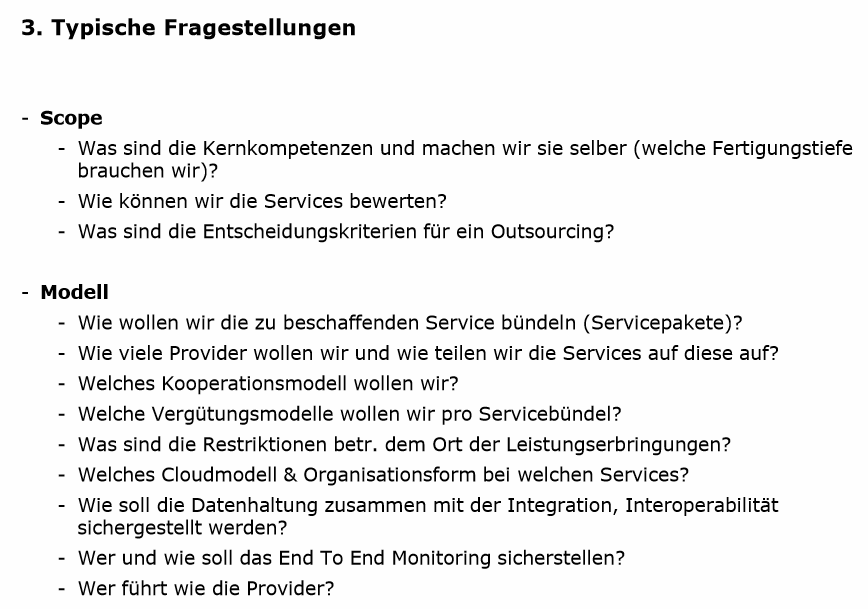 3. Typische Fragestellungen
- Scope
- Was sind die Kernkompetenzen und machen wir sie selber (welche Fertigungstiefe
brauchen wir)?
- Wie können wir die Services bewerten?
- Was sind die Entscheidungskriterien für ein Outsourcing?
- Modell
- Wie wollen wir die zu beschaffenden Service bündeln (Servicepakete)?
- Wie viele Provider wollen wir und wie teilen wir die Services auf diese auf?
- Welches Kooperationsmodell wollen wir?
- Welche Vergütungsmodelle wollen wir pro Servicebündel?
- Was sind die Restriktionen betr. dem Ort der Leistungserbringungen?
- Welches Cloudmodell & Organisationsform bei welchen Services?
- Wie soll die Datenhaltung zusammen mit der Integration, Interoperabilität
sichergestellt werden?
- Wer und wie soll das End To End Monitoring sicherstellen?
- Wer führt wie die Provider?